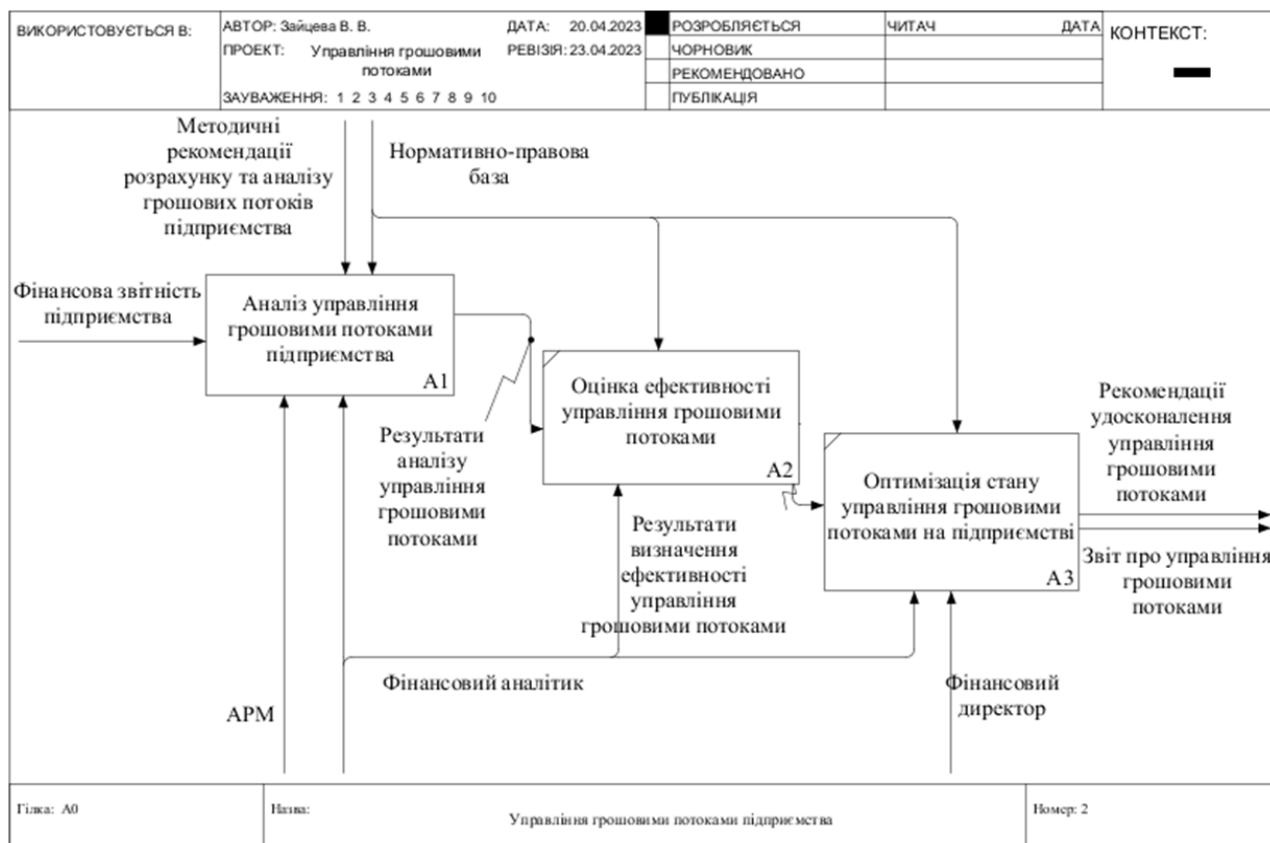 ВИКОРИСТОВУЄТЬСЯ В:
АВТОР: Зайцева В. В.
ДАТА: 20.04.2023
ПРОЕКТ: Управління грошовими
потоками
РЕВІЗІЯ: 23.04.2023
ЗАУВАЖЕННЯ: 1 2 3 4 5 6 7 8 9 10
РОЗРОБЛЯЄТЬСЯ
ЧОРНОВИК
РЕКОМЕНДОВАНО
ПУБЛІКАЦІЯ
ЧИТАЧ
ДАТА
КОНТЕКСТ:
Методичні
рекомендації
розрахунку та аналізу
грошових потоків
підприємства
Нормативно-правова
база
Фінансова звітність
підприємства
Аналіз управління
грошовими потоками
підприємства
А1
Оцінка ефективності
управління грошовими
потоками
А2
Результати
аналізу
управління
грошовими
потоками
Оптимізація стану
управління грошовими
потоками на підприємстві
А3
Рекомендації
удосконалення
управління
грошовими
потоками
Звіт про управління
грошовими
потоками
Результати
визначення
ефективності
управління
грошовими потоками
Фінансовий аналітик
АРМ
Фінансовий
директор
Гілка: А0
Назва:
Управління грошовими потоками підприємства
Номер: 2